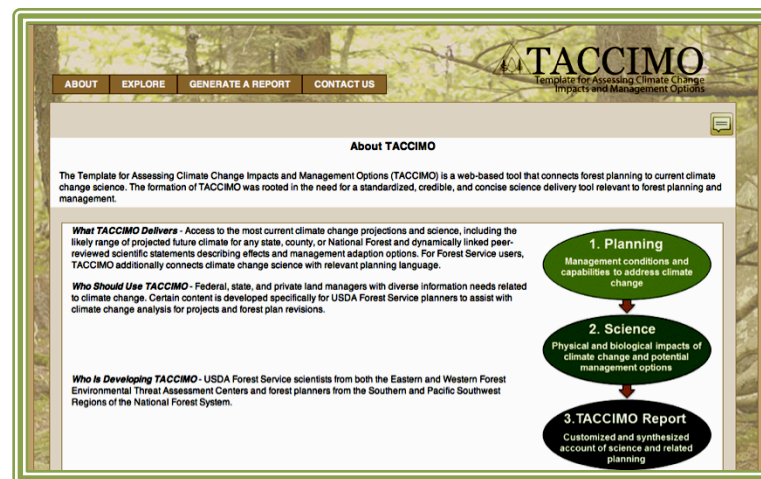 TACCIMO
Template for Assessing Climate Change
Impacts and Management Options
ABOUT EXPLORE GENERATE A REPORT CONTACT US
About TACCIMO
The Template for Assessing Climate Change Impacts and Management Options (TACCIMO) is a web-based tool that connects forest planning to current climate
change science. The formation of TACCIMO was rooted in the need for a standardized, credible, and concise science delivery tool relevant to forest planning and
management.
What TACCIMO Delivers - Access to the most current climate change projections and science, including the
likely range of projected future climate for any state, county, or National Forest and dynamically linked peer-
reviewed scientific statements describing effects and management adaption options. For Forest Service users,
TACCIMO additionally connects climate change science with relevant planning language.
Who Should Use TACCIMO - Federal, state, and private land managers with diverse information needs related
to climate change. Certain content is developed specifically for USDA Forest Service planners to assist with
climate change analysis for projects and forest plan revisions.
Who Is Developing TACCIMO - USDA Forest Service scientists from both the Eastern and Western Forest
Environmental Threat Assessment Centers and forest planners from the Southern and Pacific Southwest
Regions of the National Forest System.
1. Planning
Management conditions and
capabilities to address climate
change
2. Science
Physical and biological impacts of
climate change and potential
management options
3.TACCIMO Report
Customized and synthesized
account of science and related
planning